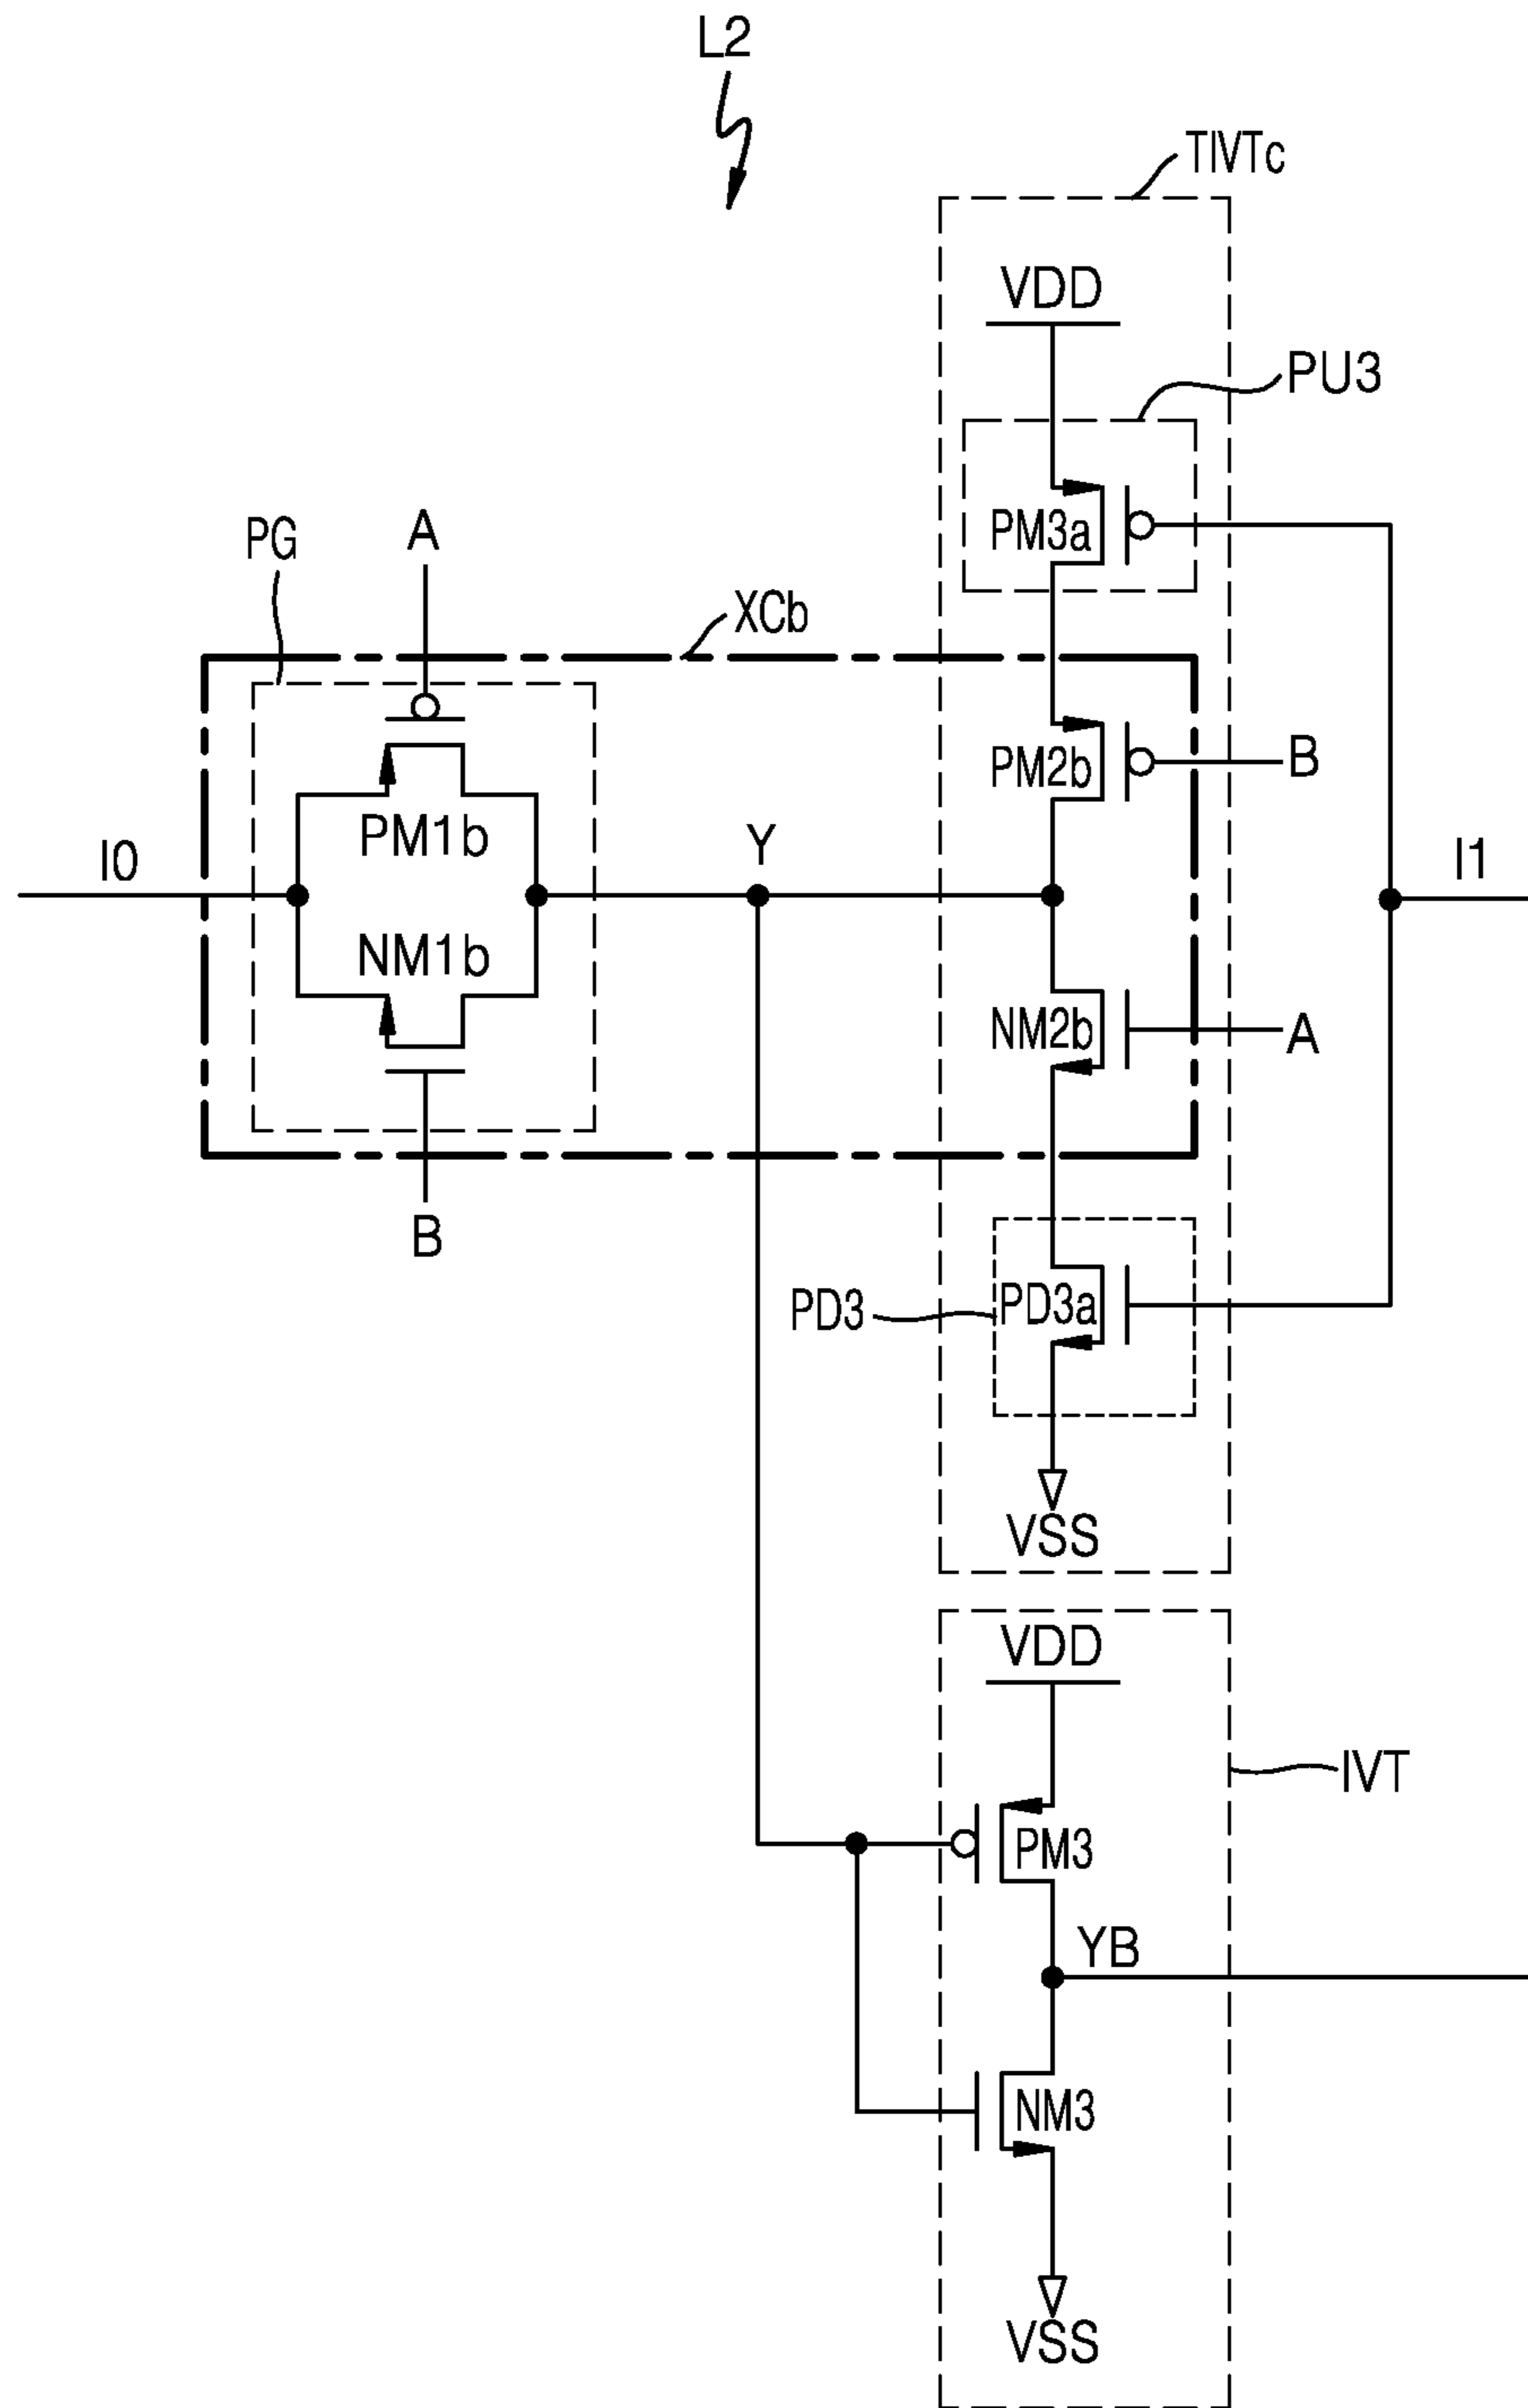 L2
TIVTc
VDD
PU3
PM3a
PG
A
XCb
PM2b
B
PM1b
I0
Y
I1
NM1b
NM2b
A
B
PD3
PD3a
VSS
VDD
IVT
PM3
YB
NM3
VSS